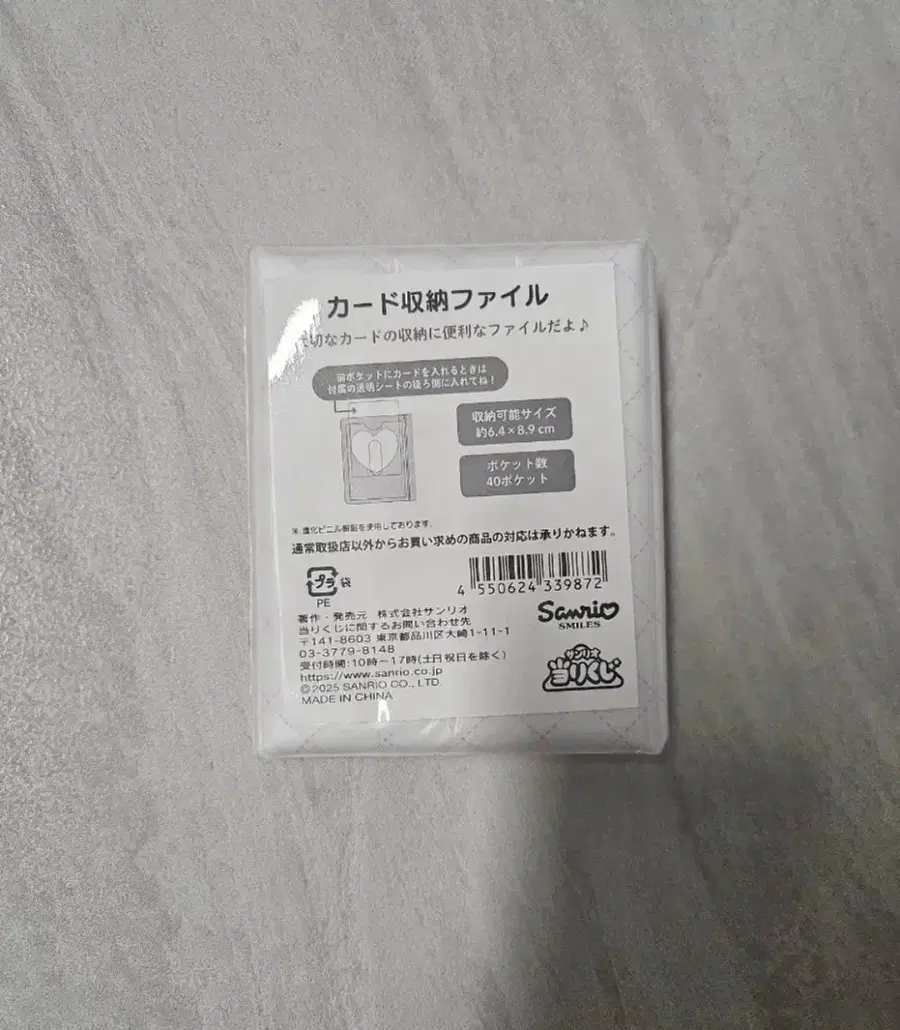 カード収納ファイル
切なカードの収納に便利なファイルだよ♪
前ポケットにカードを入れるときは
付属の透明シートの後ろ側に入れてね!
収納可能サイズ
約6.4×8.9cm
ポケット数
40ポケット
※塩化ビニル樹脂を使用しております。
通常取扱店以外からお買い求めの商品の対応は承りかねます。
プラ 袋
PE
4 550624 339872
著作・発売元 株式会社サンリオ
当りくじに関するお問い合わせ先
〒141-8603 東京都品川区大崎1-11-1
03-3779-8148
受付時間:10時～17時(土日祝日を除く)
https://www.sanrio.co.jp
©2025 SANRIO CO., LTD.
MADE IN CHINA
Sanrio
SMILES
サンリオ
当りくじ